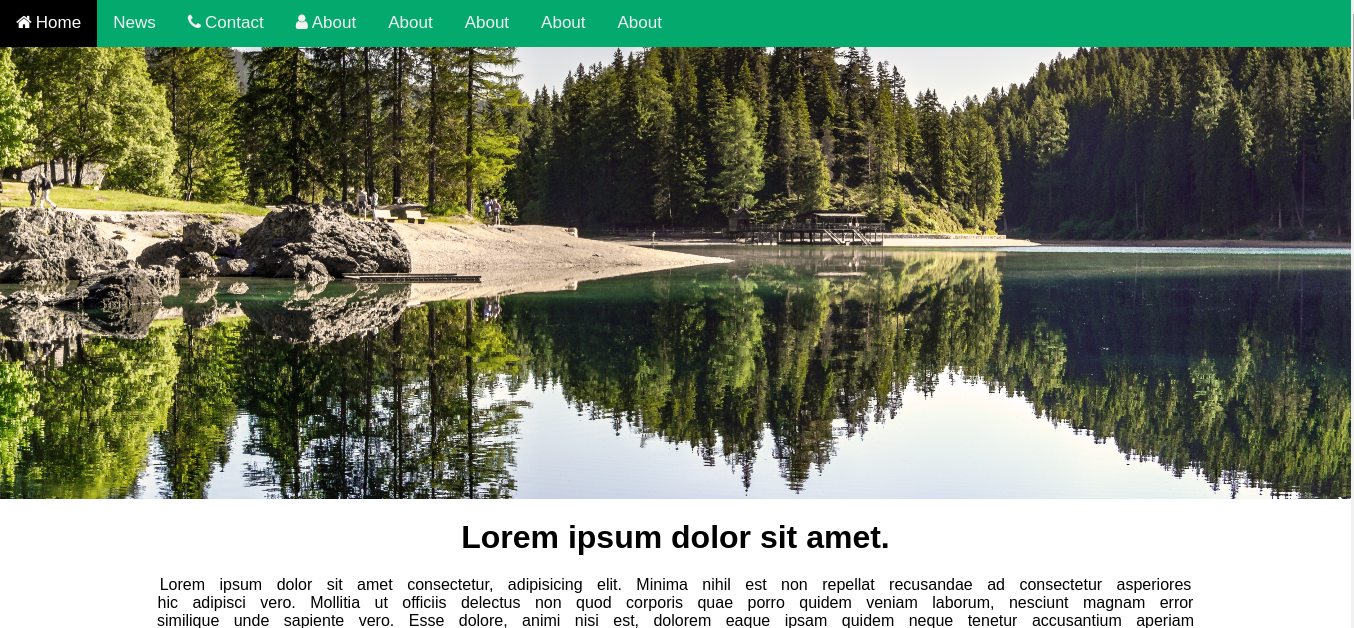 Home News Contact About About About About About
Lorem ipsum dolor sit amet.
Lorem ipsum dolor sit amet consectetur, adipisicing elit. Minima nihil est non repellat recusandae ad consectetur asperiores
hic adipisci vero. Mollitia ut officiis delectus non quod corporis quae porro quidem veniam laborum, nesciunt magnam error
similique unde sapiente vero. Esse dolore, animi nisi est, dolorem eaque ipsam quidem neque tenetur accusantium aperiam